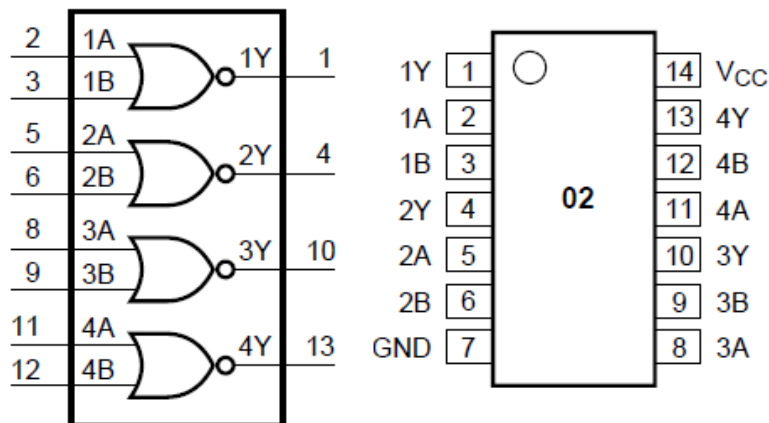 2 1A 1Y 1
3 1B
5 2A 2Y 4
6 2B
8 3A 3Y 10
9 3B
11 4A 4Y 13
12 4B
1Y 1 14 VCC
1A 2 13 4Y
1B 3 12 4B
02
2Y 4 11 4A
2A 5 10 3Y
2B 6 9 3B
GND 7 8 3A